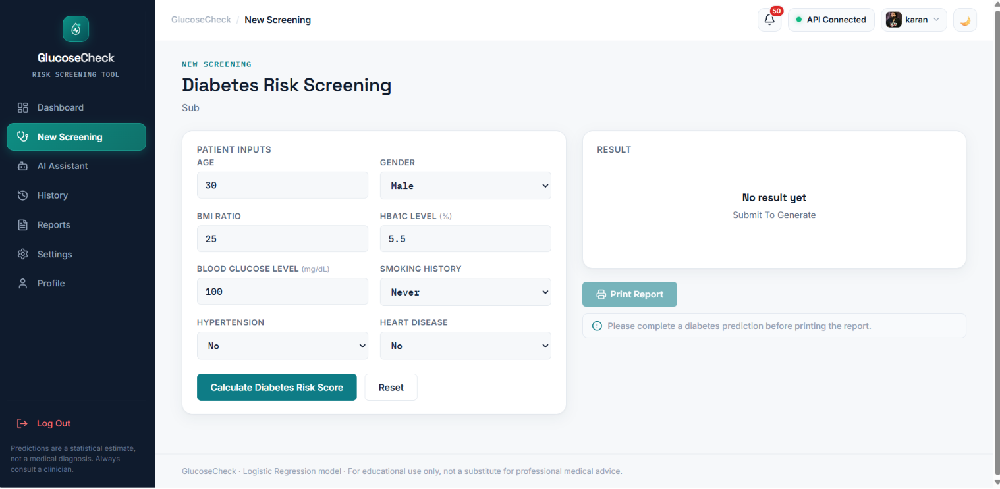 GlucoseCheck
RISK SCREENING TOOL
Dashboard
New Screening
AI Assistant
History
Reports
Settings
Profile
Log Out
Predictions are a statistical estimate,
not a medical diagnosis. Always
consult a clinician.
GlucoseCheck / New Screening
50
API Connected
karan
NEW SCREENING
Diabetes Risk Screening
Sub
PATIENT INPUTS
AGE
GENDER
30
Male
BMI RATIO
HBA1C LEVEL (%)
25
5.5
BLOOD GLUCOSE LEVEL (mg/dL)
SMOKING HISTORY
100
Never
HYPERTENSION
HEART DISEASE
No
No
Calculate Diabetes Risk Score
Reset
RESULT
No result yet
Submit To Generate
Print Report
Please complete a diabetes prediction before printing the report.
GlucoseCheck · Logistic Regression model · For educational use only, not a substitute for professional medical advice.